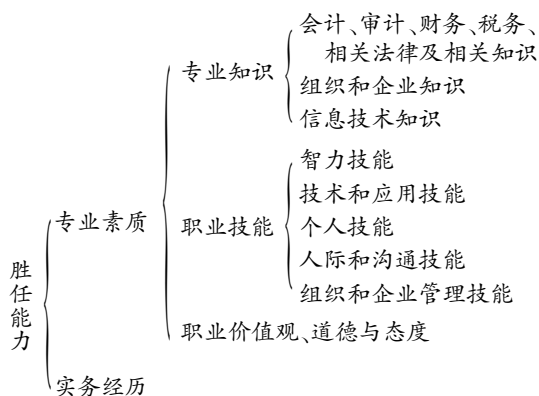 会计、审计、财务、税务、
相关法律及相关知识
专业知识
组织和企业知识
信息技术知识
智力技能
技术和应用技能
专业素质
职业技能
个人技能
人际和沟通技能
组织和企业管理技能
胜任能力
职业价值观、道德与态度
实务经历